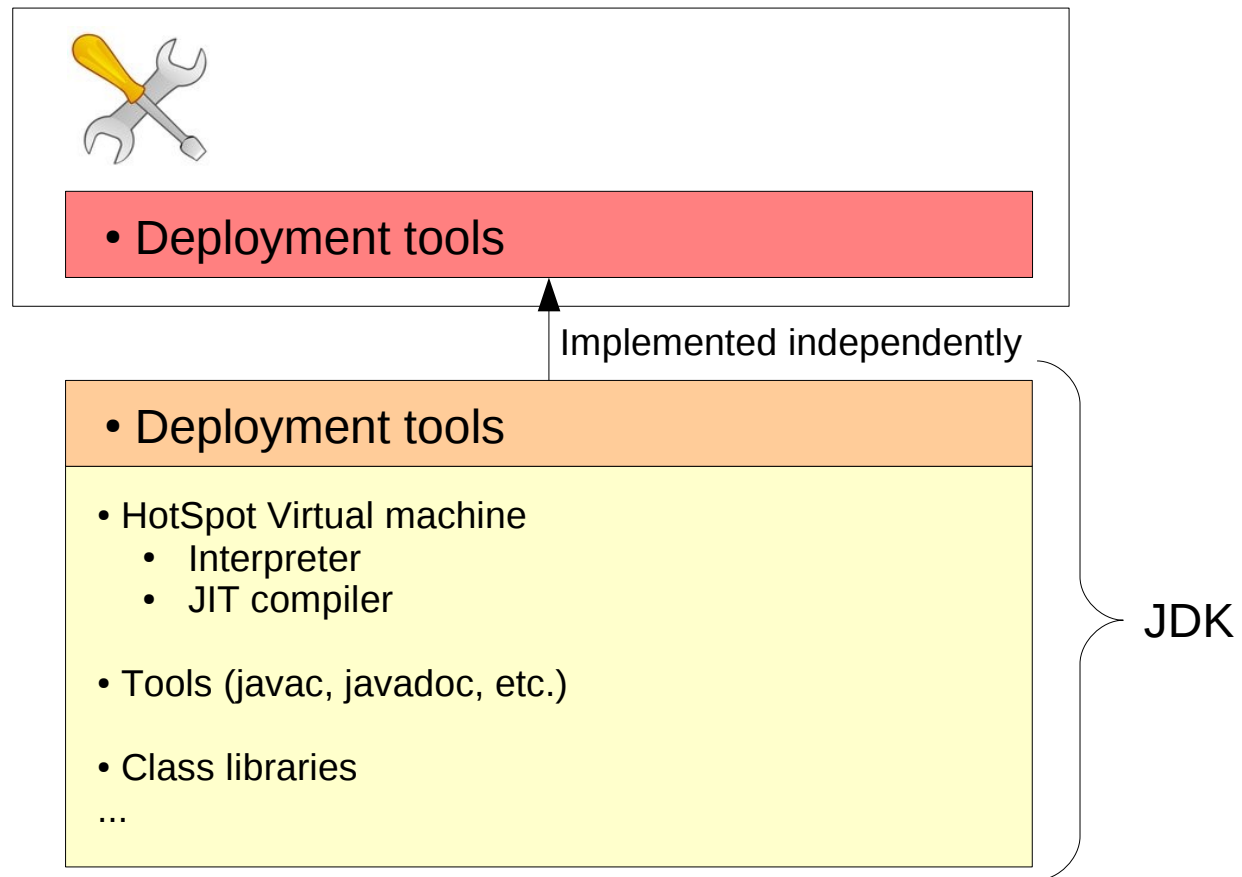 • Deployment tools
Implemented independently
• Deployment tools
• HotSpot Virtual machine
• Interpreter
• JIT compiler
• Tools (javac, javadoc, etc.)
• Class libraries
...
JDK